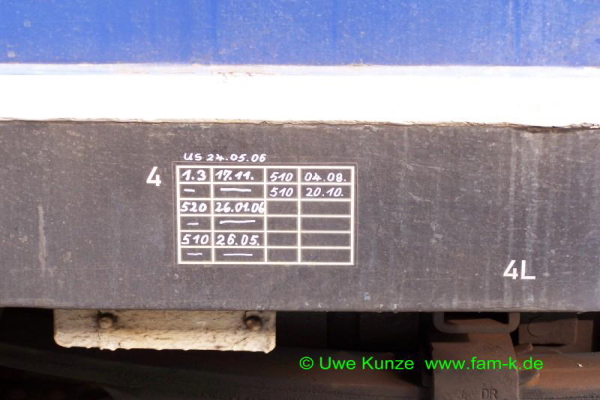 US 24.05.06
4
1.3 17.11. 510 04.08.
— — 510 20.10.
520 26.01.06
— —
510 26.05.
— —
4L
DR
© Uwe Kunze www.fam-k.de